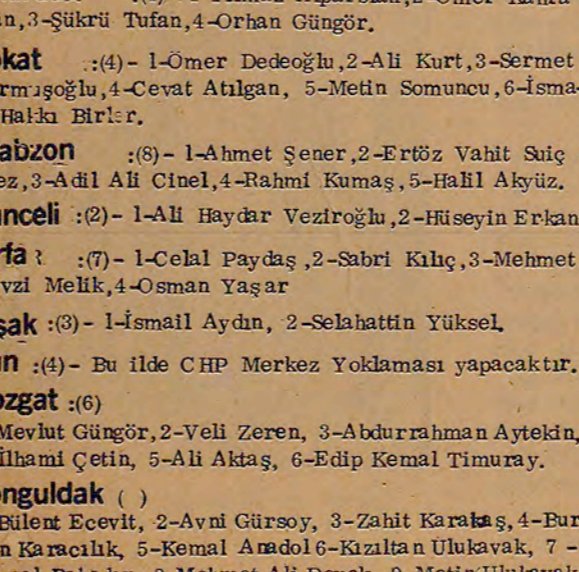 n,3-Şükrü Tufan,4-Orhan Güngör.
kat :(4)- 1-Ömer Dedeoğlu,2-Ali Kurt,3-Sermet
rmuşoğlu,4-Cevat Atılgan, 5-Metin Somuncu,6-İsma-
Hakkı Birler.
abzon :(8)- 1-Ahmet Şener,2-Ertöz Vahit Suiç
ez,3-Adil Ali Cinel,4-Rahmi Kumaş,5-Halil Akyüz.
nceli :(2)- 1-Ali Haydar Veziroğlu,2-Hüseyin Erkan
rfa :(7)- 1-Celal Paydaş,2-Sabri Kılıç,3-Mehmet
vzi Melik,4-Osman Yaşar
şak :(3)- 1-İsmail Aydın, 2-Selahattin Yüksel.
n :(4)- Bu ilde CHP Merkez Yoklaması yapacaktır.
ozgat :(6)
Mevlut Güngör,2-Veli Zeren, 3-Abdurrahman Aytekin,
İlhami Çetin, 5-Ali Aktaş, 6-Edip Kemal Timuray.
nguldak ( )
Bülent Ecevit, 2-Avni Gürsoy, 3-Zahit Karakaş,4-Bur
n Karacılık, 5-Kemal Anadol 6-Kızıltan Ulukavak, 7 -